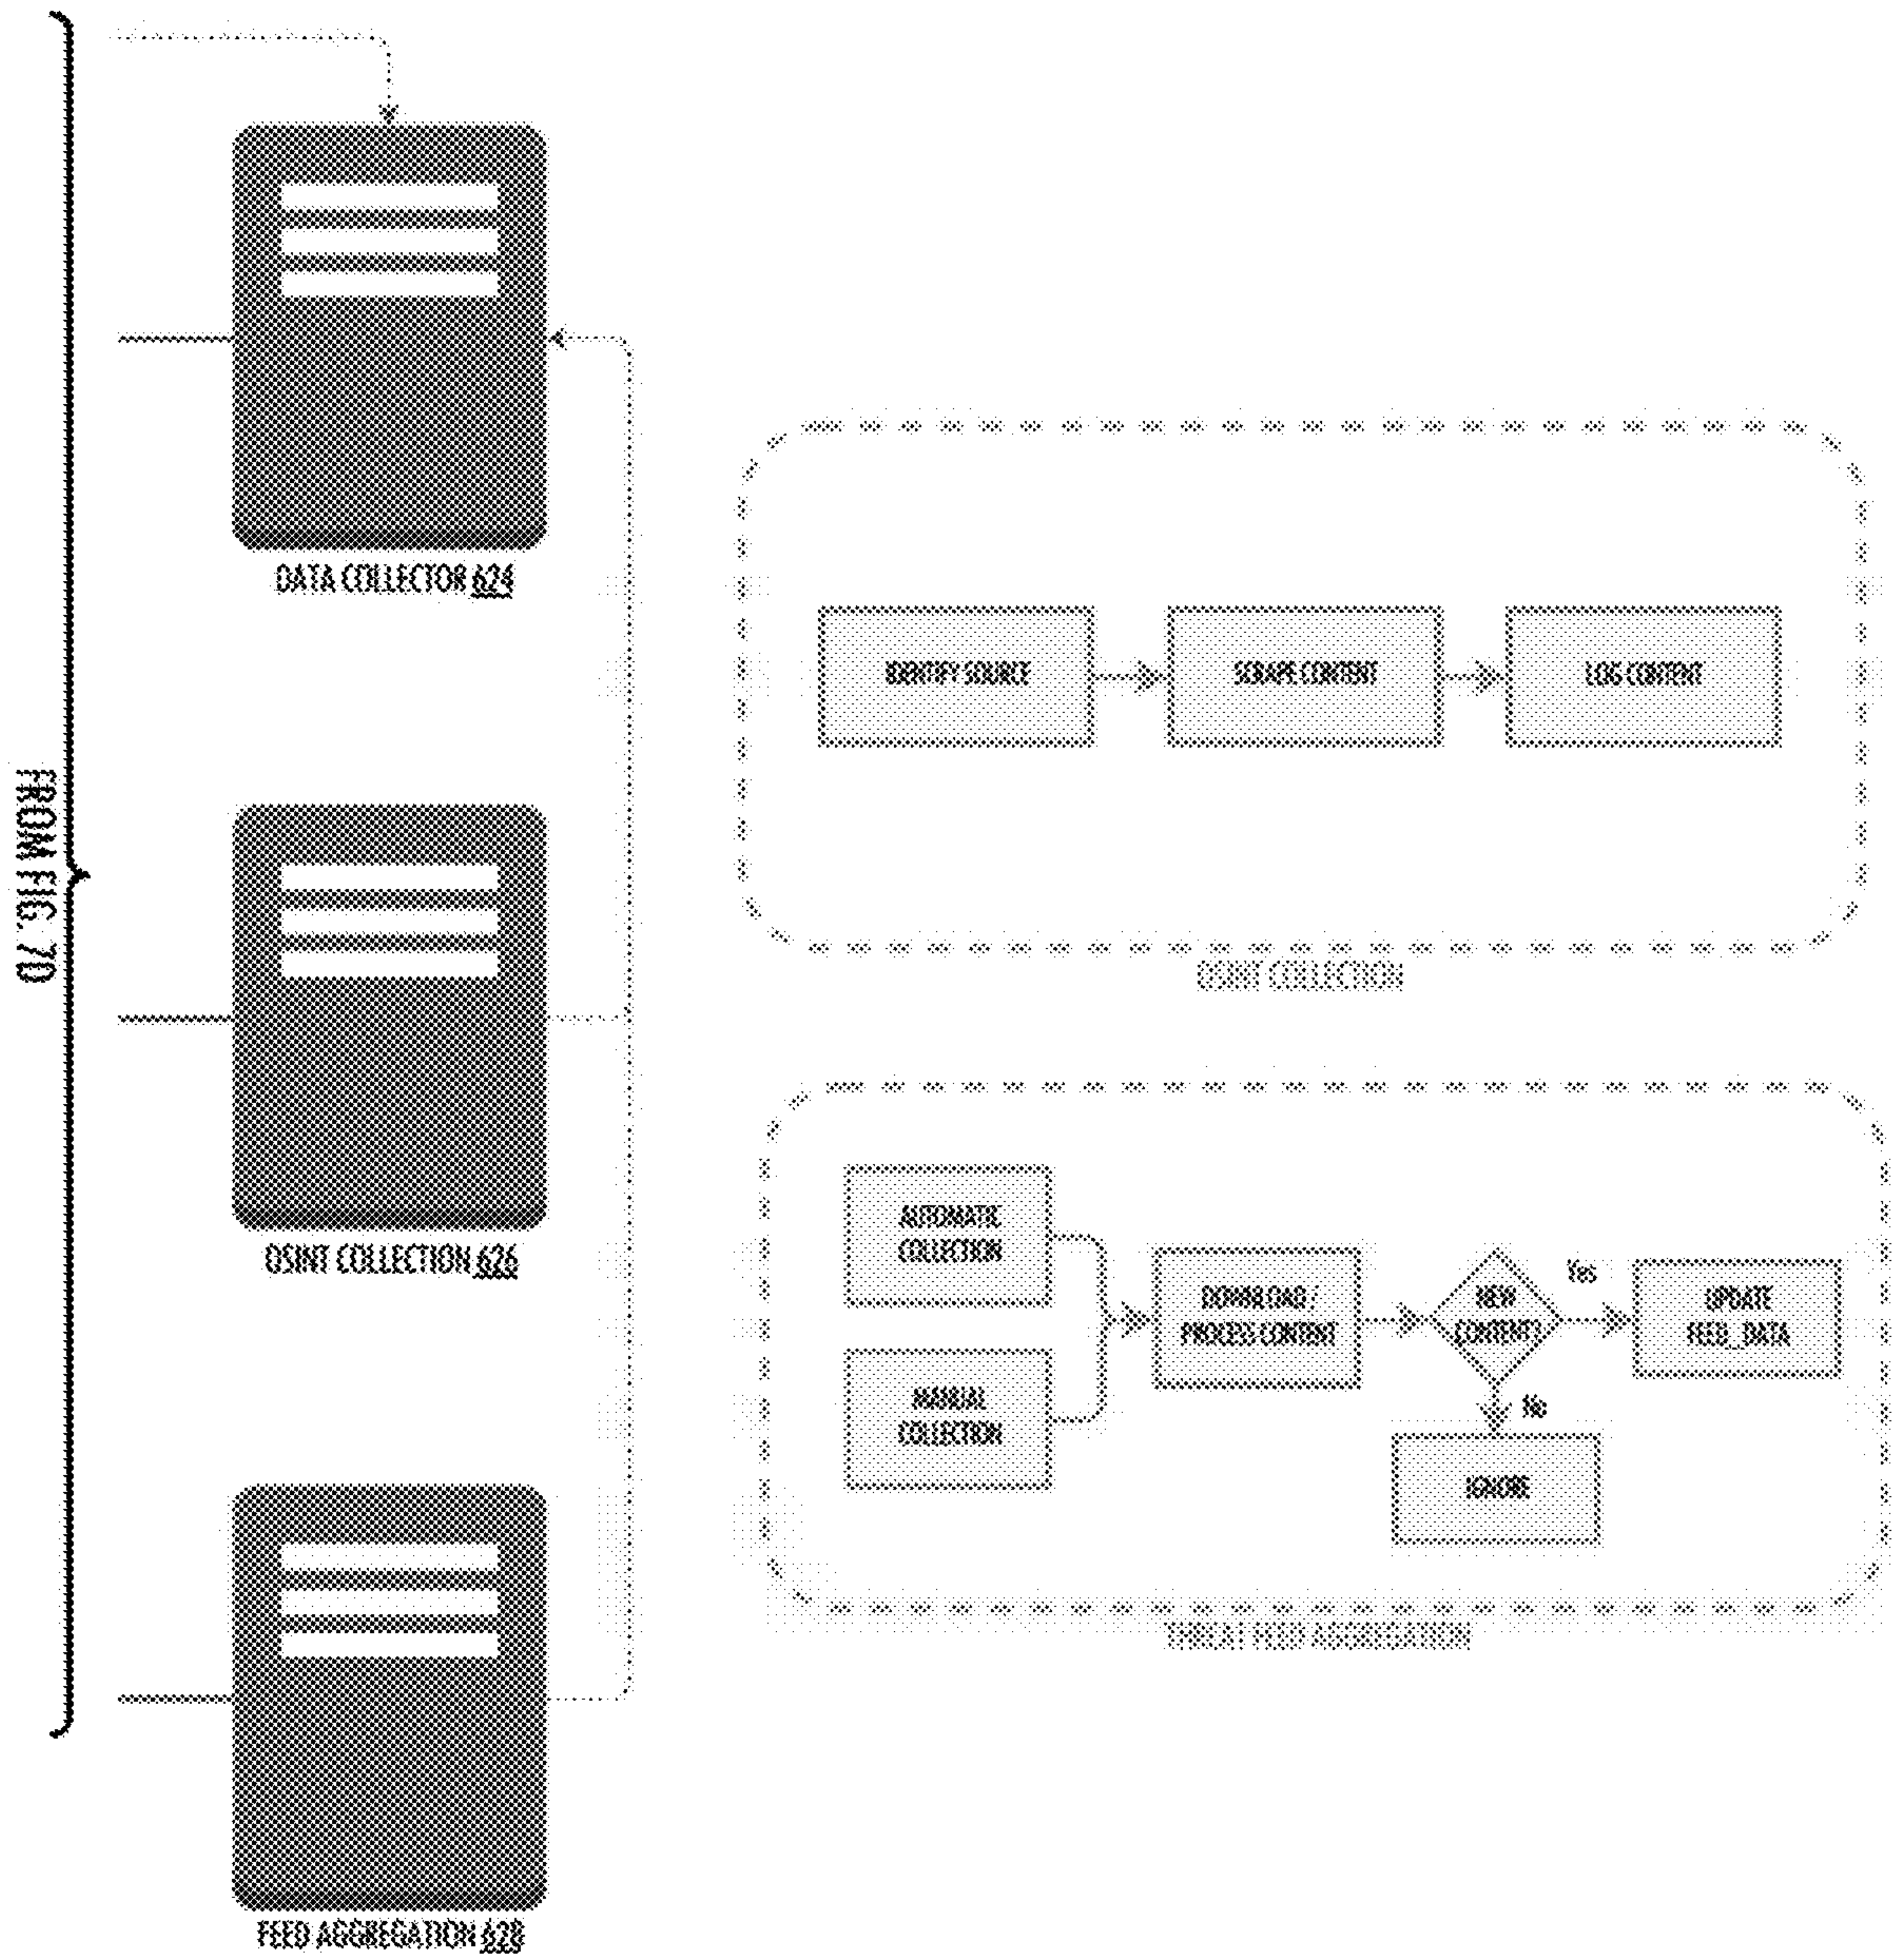 FROM FIG. 7D
DATA COLLECTOR 624
OSINT COLLECTION 626
FEED AGGREGATION 628
IDENTIFY SOURCE
SCRAPE CONTENT
LOG CONTENT
OSINT COLLECTION
AUTOMATIC
COLLECTION
MANUAL
COLLECTION
DOWNLOAD /
PROCESS CONTENT
NEW
CONTENT?
Yes
No
UPDATE
FEED_DATA
IGNORE
THREAT FEED AGGREGATION